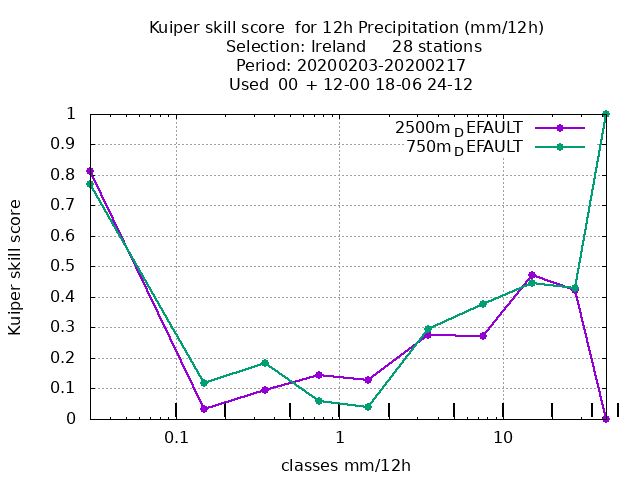 Kuiper skill score  for 12h Precipitation (mm/12h)
Selection: Ireland     28 stations
Period: 20200203-20200217
Used  00 + 12-00 18-06 24-12
2500m_DEFAULT
750m_DEFAULT
1
0.9
0.8
0.7
0.6
0.5
0.4
0.3
0.2
0.1
0
Kuiper skill score
0.1 1 10
classes mm/12h